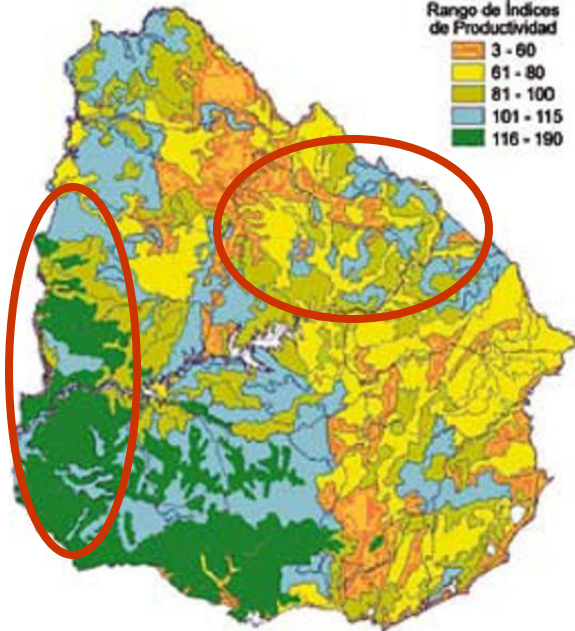 Rango de Índices
de Productividad
3 - 60
61 - 80
81 - 100
101 - 115
116 - 190